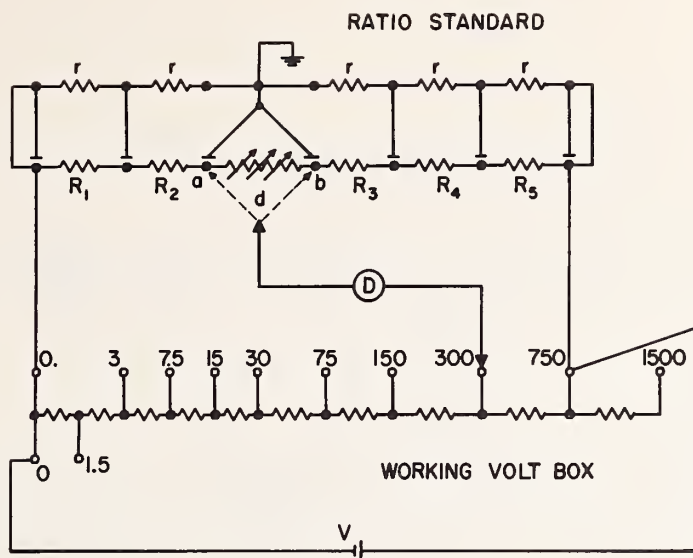 RATIO STANDARD
r r r r r
R1 R2 a d b R3 R4 R5
D
0. 3 7.5 15 30 75 150 300 750 1500
0 1.5
WORKING VOLT BOX
V